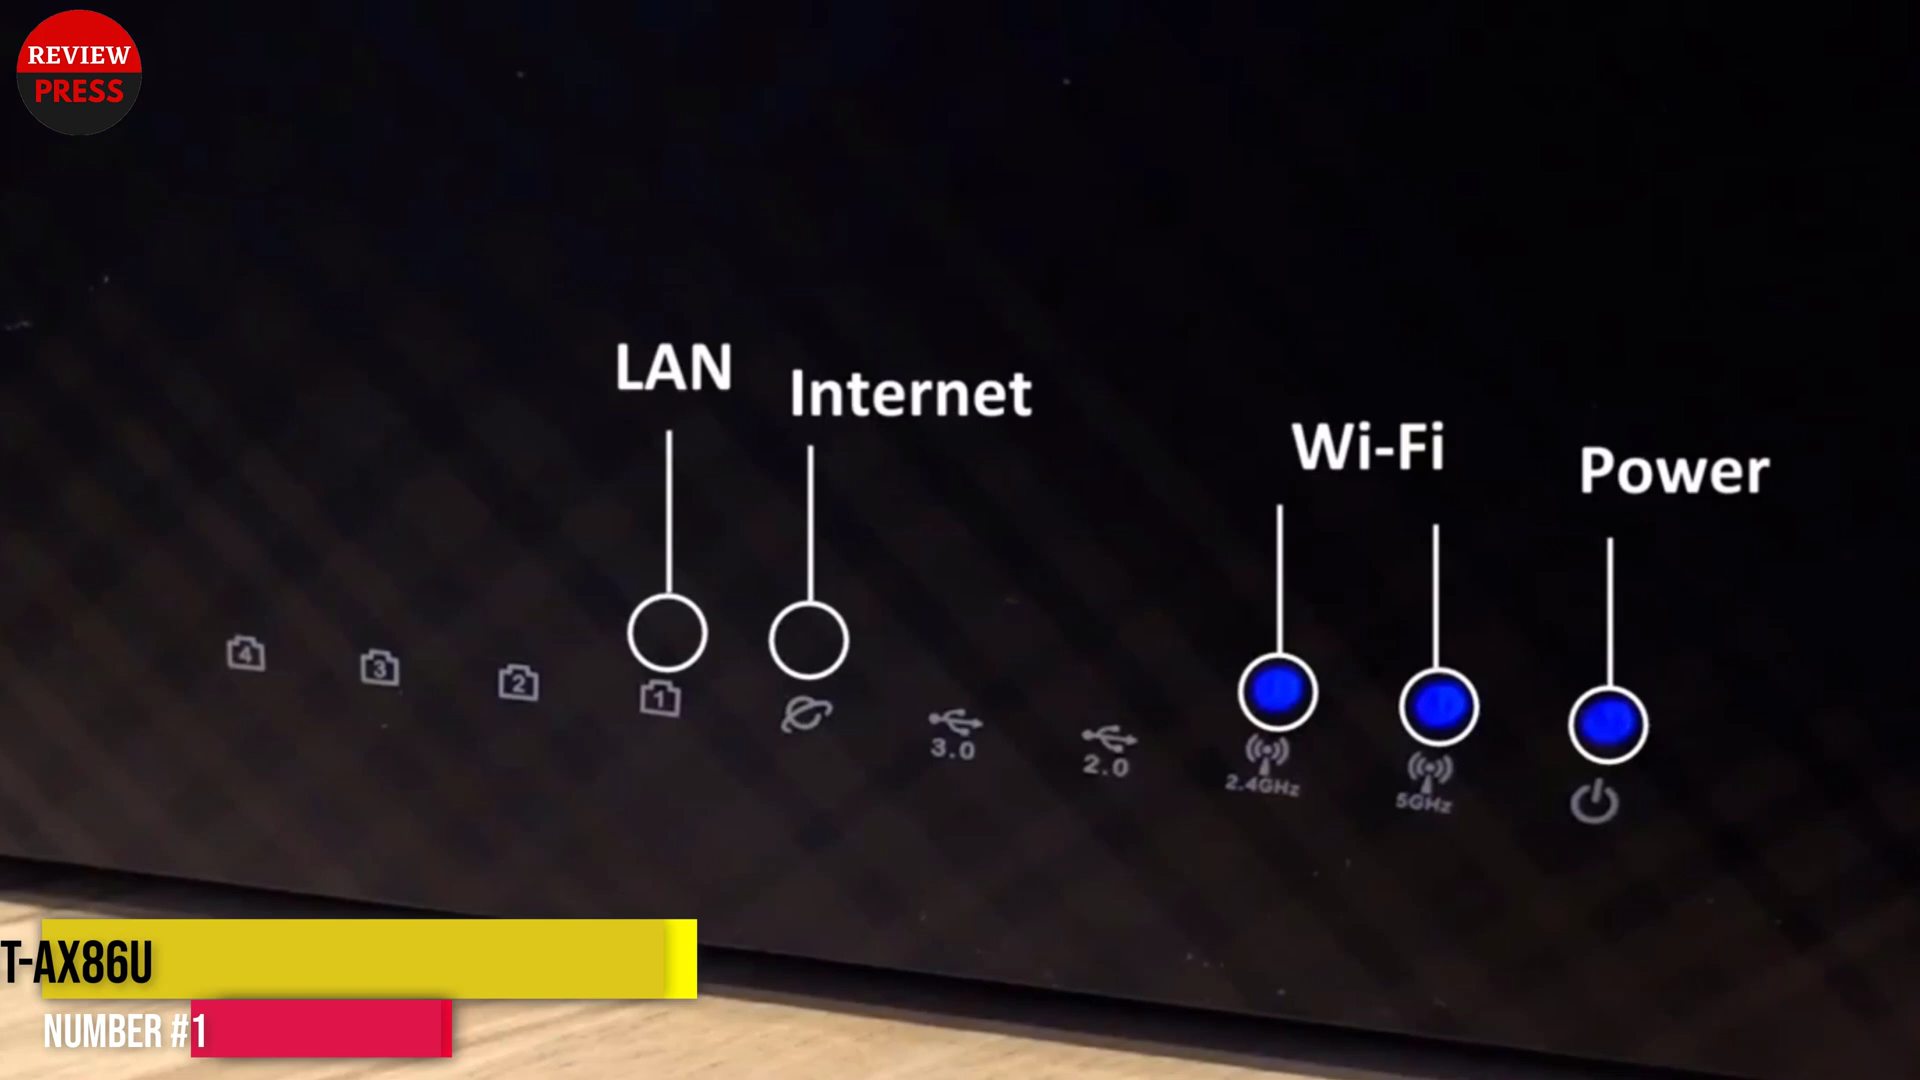 REVIEW
PRESS
LAN
Internet
Wi-Fi
Power
4
3
2
1
3.0
2.0
2.4GHz
5GHz
T-AX86U
NUMBER #1